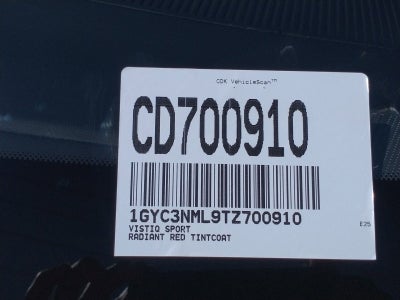 CDK VehicleScan™
CD700910
1GYC3NML9TZ700910
VISTIQ SPORT
RADIANT RED TINTCOAT
E25